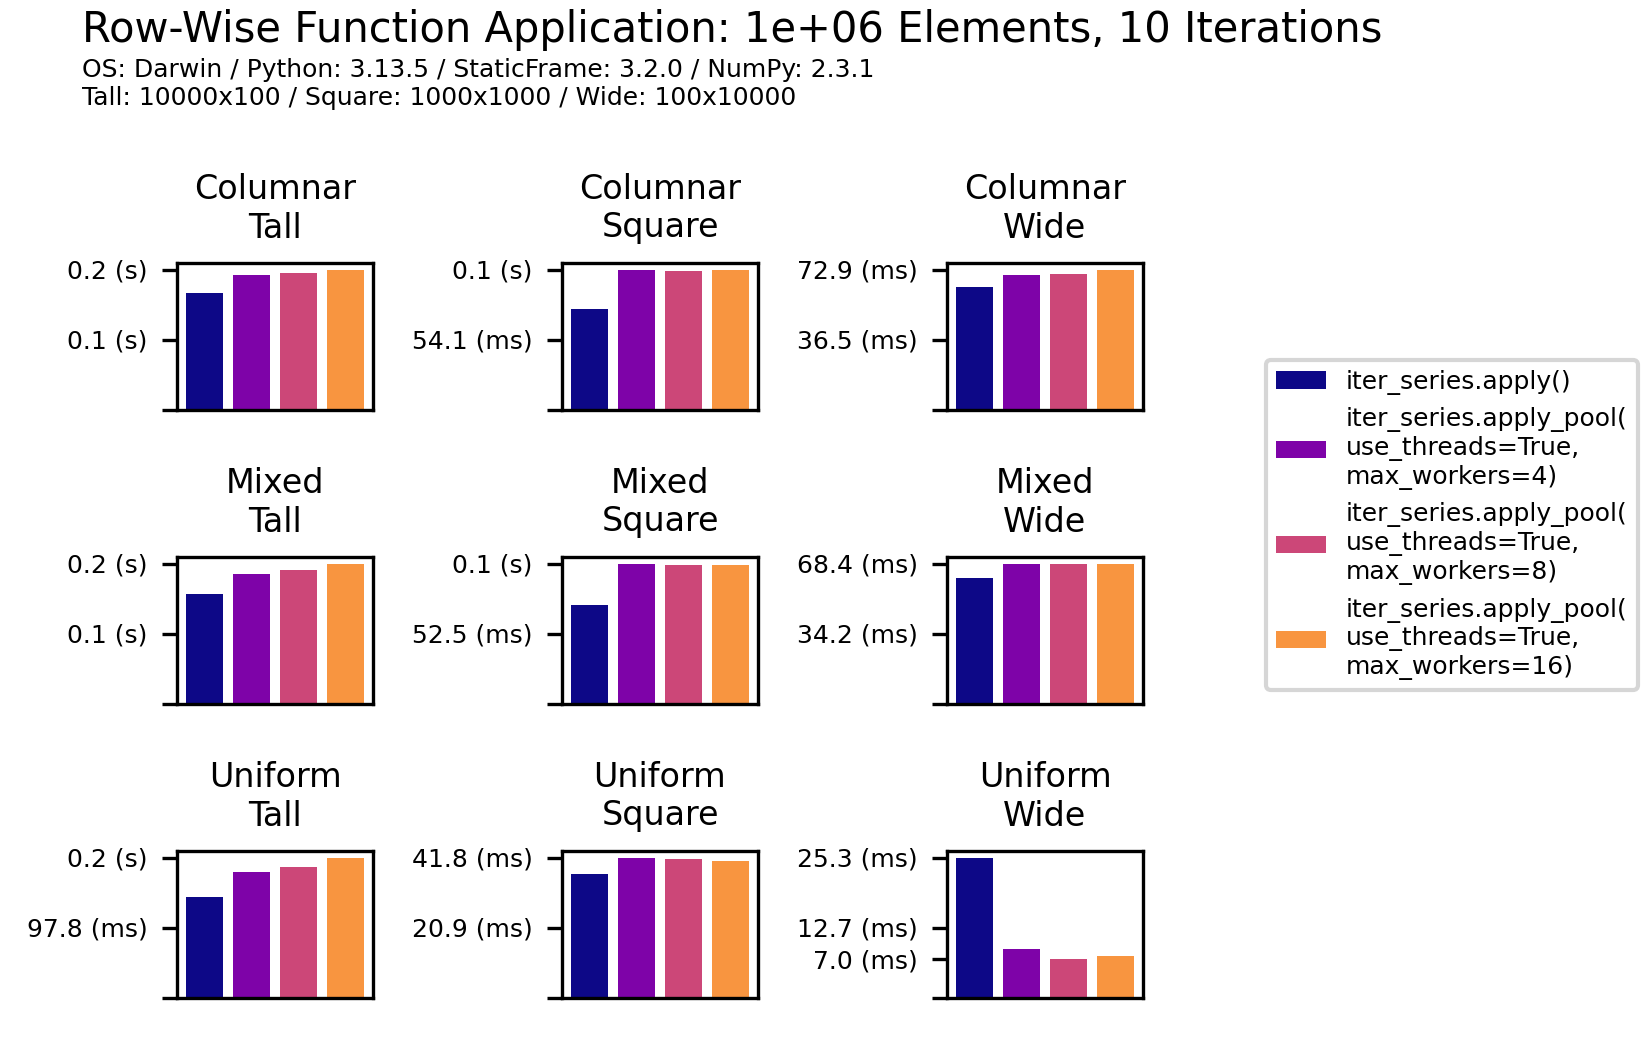 Row-Wise Function Application: 1e+06 Elements, 10 Iterations
OS: Darwin / Python: 3.13.5 / StaticFrame: 3.2.0 / NumPy: 2.3.1
Tall: 10000x100 / Square: 1000x1000 / Wide: 100x10000
Columnar
Tall
0.2 (s)
0.1 (s)
Columnar
Square
0.1 (s)
54.1 (ms)
Columnar
Wide
72.9 (ms)
36.5 (ms)
Mixed
Tall
0.2 (s)
0.1 (s)
Mixed
Square
0.1 (s)
52.5 (ms)
Mixed
Wide
68.4 (ms)
34.2 (ms)
Uniform
Tall
0.2 (s)
97.8 (ms)
Uniform
Square
41.8 (ms)
20.9 (ms)
Uniform
Wide
25.3 (ms)
12.7 (ms)
7.0 (ms)
iter_series.apply()
iter_series.apply_pool(
use_threads=True,
max_workers=4)
iter_series.apply_pool(
use_threads=True,
max_workers=8)
iter_series.apply_pool(
use_threads=True,
max_workers=16)